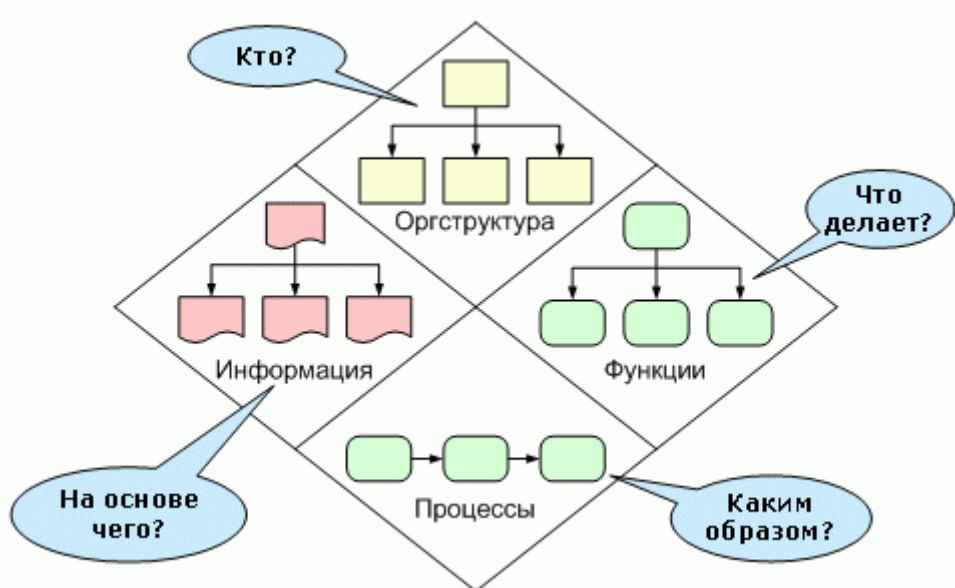 Кто?
Оргструктура
Что
делает?
Информация
Функции
На основе
чего?
Процессы
Каким
образом?